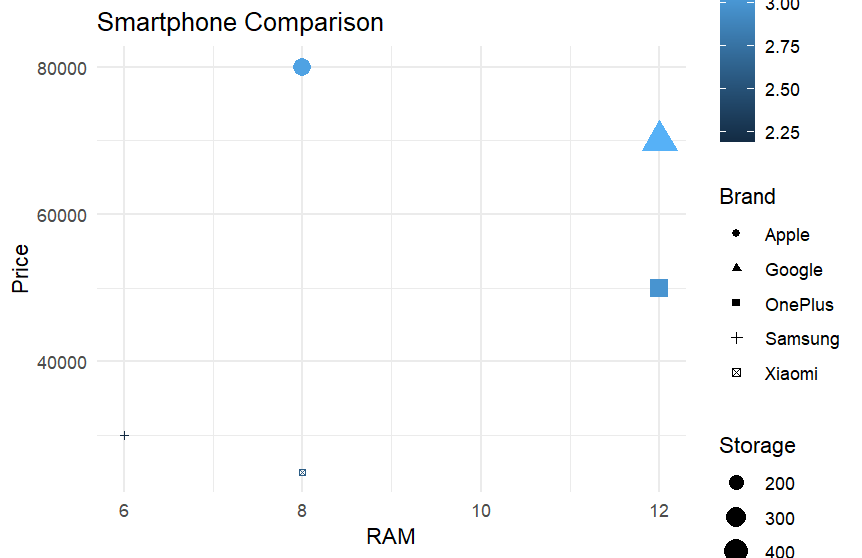 Smartphone Comparison
80000
60000
40000
Price
6
8
10
12
RAM
3.00
2.75
2.50
2.25
Brand
Apple
Google
OnePlus
Samsung
Xiaomi
Storage
200
300
400